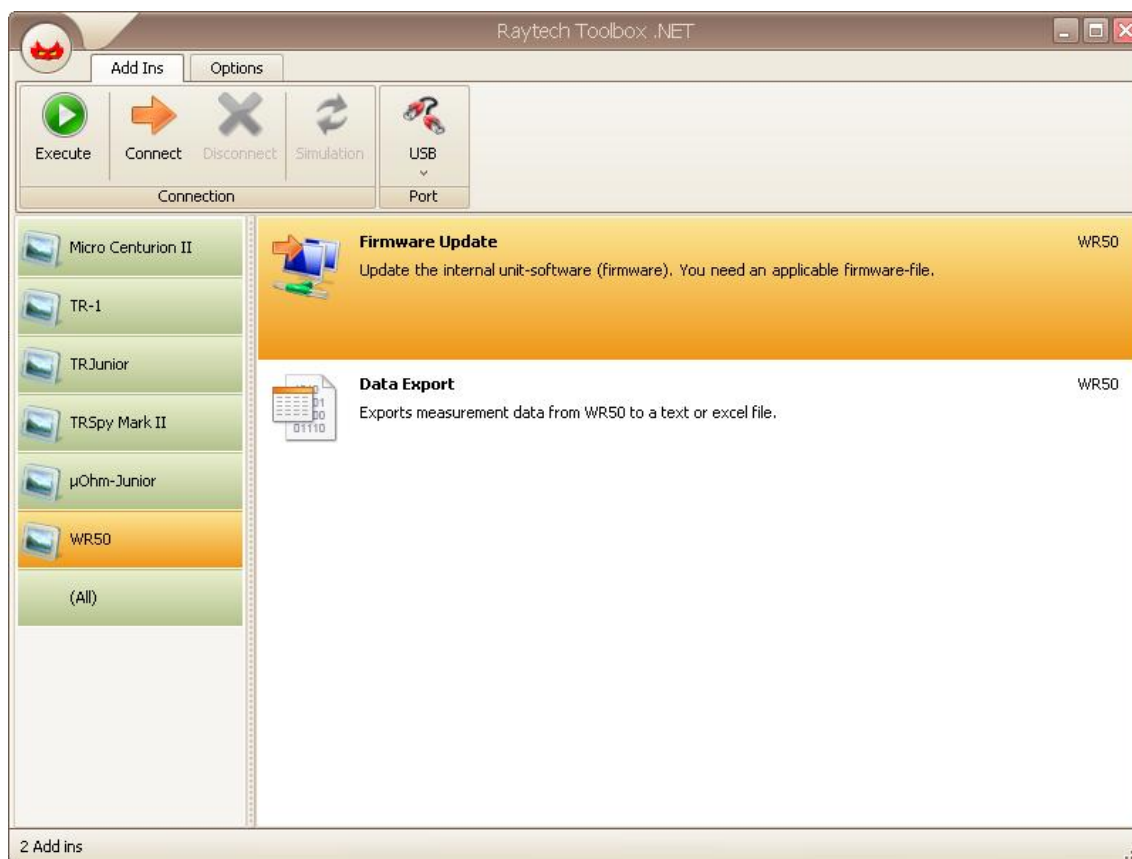 Raytech Toolbox .NET
Add Ins
Options
Execute
Connect
Disconnect
Simulation
USB
Connection
Port
Micro Centurion II
TR-1
TRJunior
TRSpy Mark II
µOhm-Junior
WR50
(All)
Firmware Update
WR50
Update the internal unit-software (firmware). You need an applicable firmware-file.
Data Export
WR50
Exports measurement data from WR50 to a text or excel file.
2 Add ins